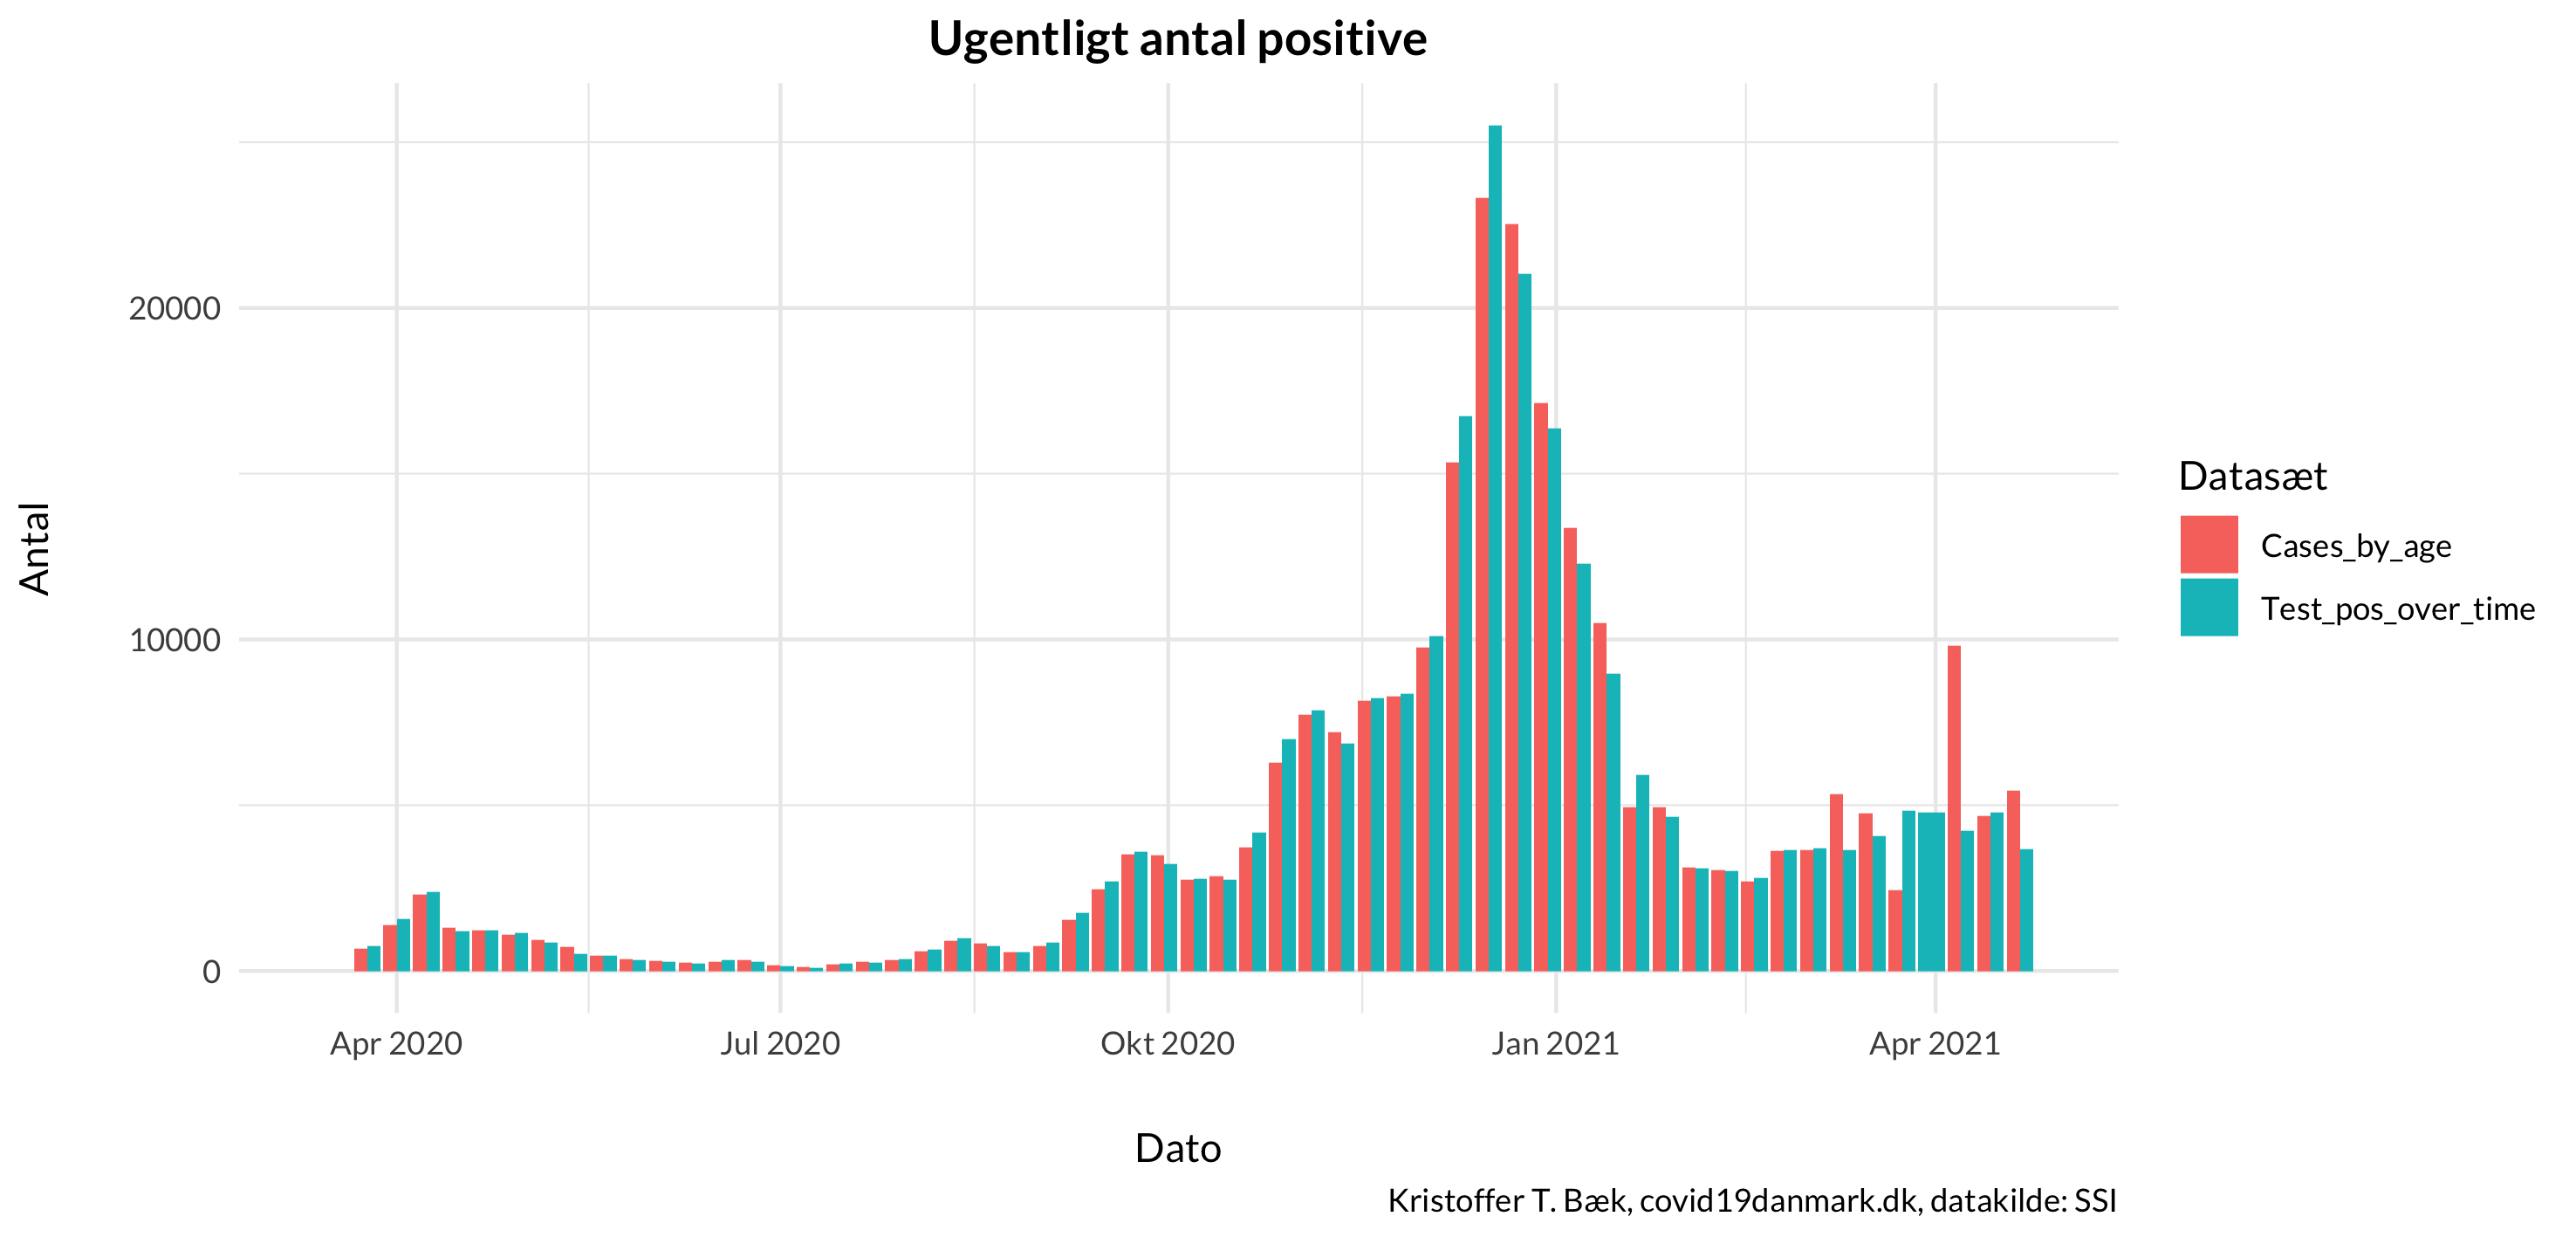 Ugentligt antal positive
20000
10000
0
Antal
Apr 2020
Jul 2020
Okt 2020
Jan 2021
Apr 2021
Dato
Datasæt
Cases_by_age
Test_pos_over_time
Kristoffer T. Bæk, covid19danmark.dk, datakilde: SSI